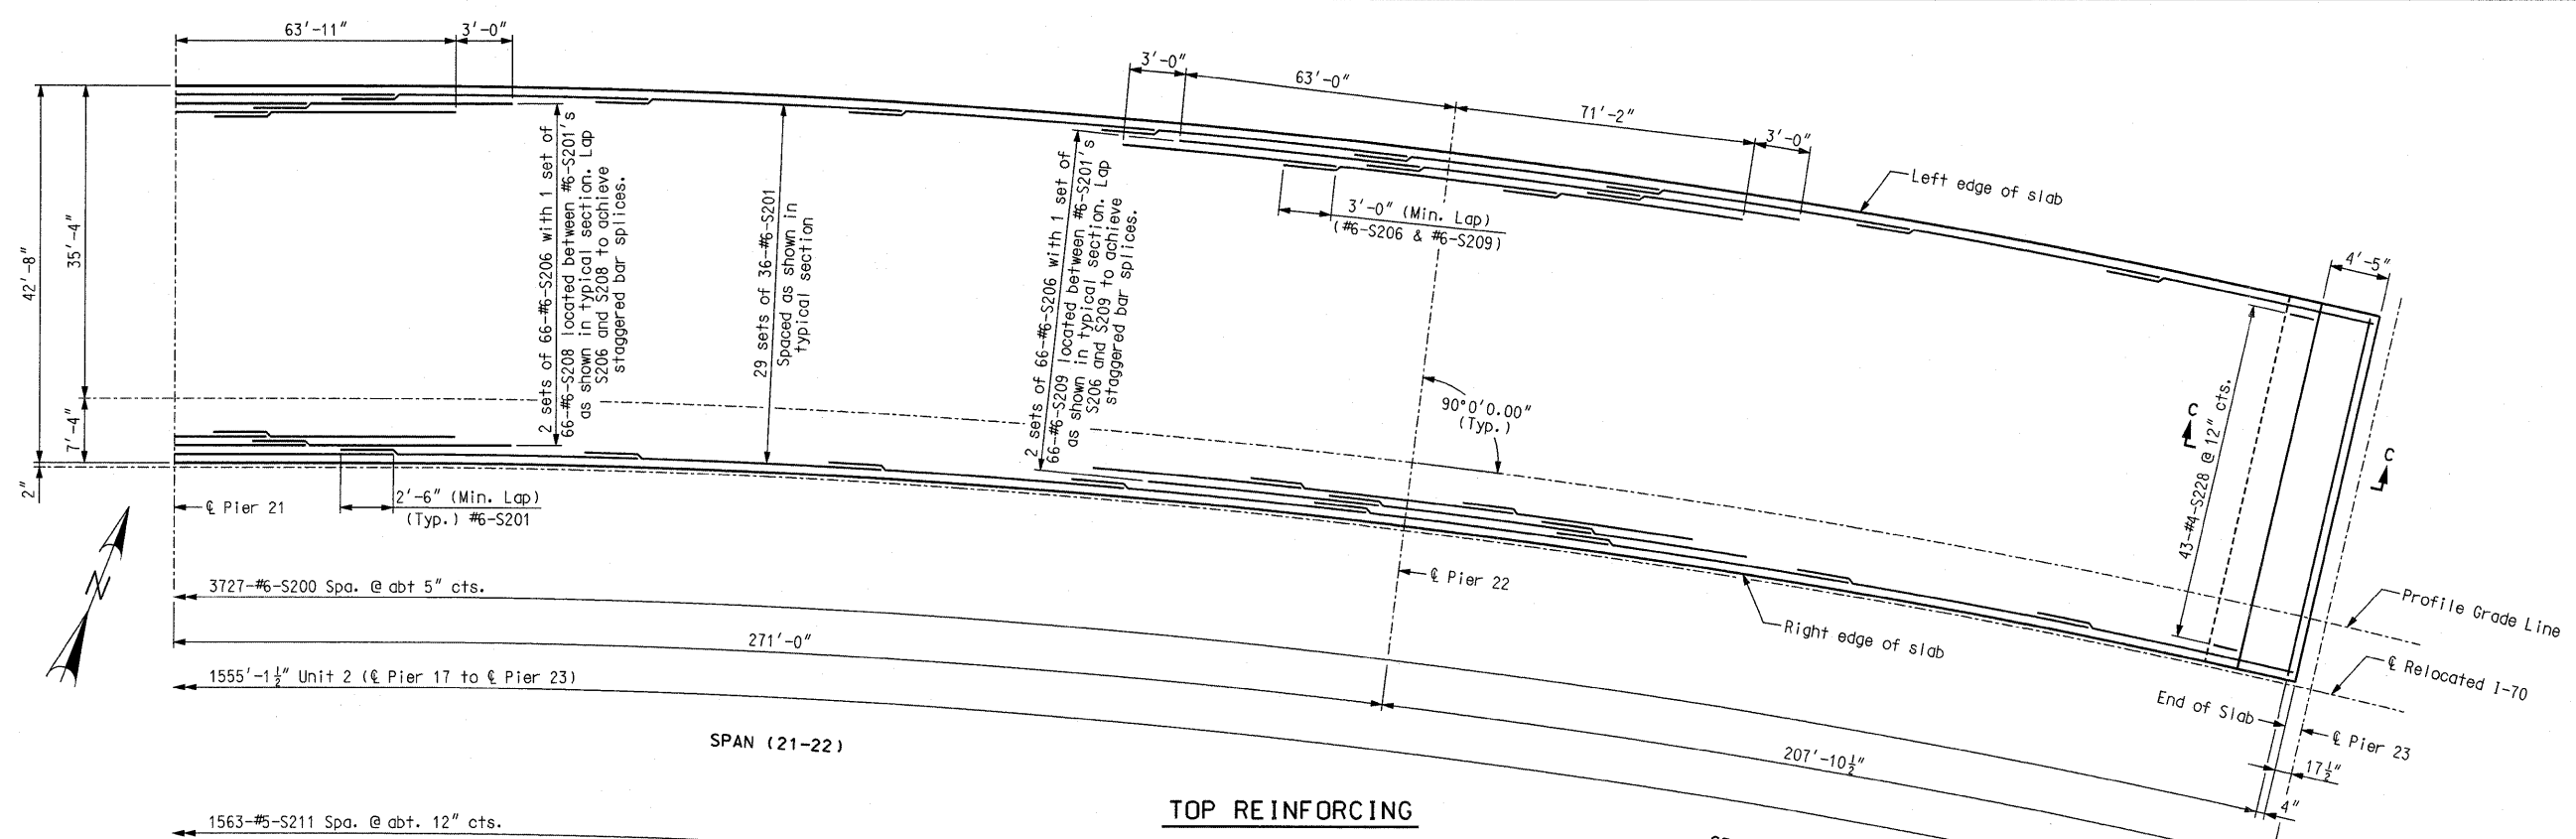 63'-11"
3'-0"
3'-0"
63'-0"
71'-2"
3'-0"
42'-8"
35'-4"
7'-4"
2"
2 sets of 66-#6-S206 with 1 set of
66-#6-S208 located between #6-S201's
as shown in typical section. Lap
S206 and S208 to achieve
staggered bar splices.
29 sets of 36-#6-S201
Spaced as shown in
typical section
2 sets of 66-#6-S206 with 1 set of
66-#6-S209 located between #6-S201's
as shown in typical section. Lap
S206 and S209 to achieve
staggered bar splices.
3'-0" (Min. Lap)
(#6-S206 & #6-S209)
Left edge of slab
4'-5"
90°0'0.00"
(Typ.)
43-#4-S228 @ 12" cts.
C
C
℄ Pier 21
2'-6" (Min. Lap)
(Typ.) #6-S201
N
℄ Pier 22
Right edge of slab
Profile Grade Line
℄ Relocated I-70
End of Slab
℄ Pier 23
3727-#6-S200 Spa. @ abt 5" cts.
271'-0"
207'-10½"
17½"
4"
1555'-1½" Unit 2 (℄ Pier 17 to ℄ Pier 23)
SPAN (21-22)
TOP REINFORCING
1563-#5-S211 Spa. @ abt. 12" cts.